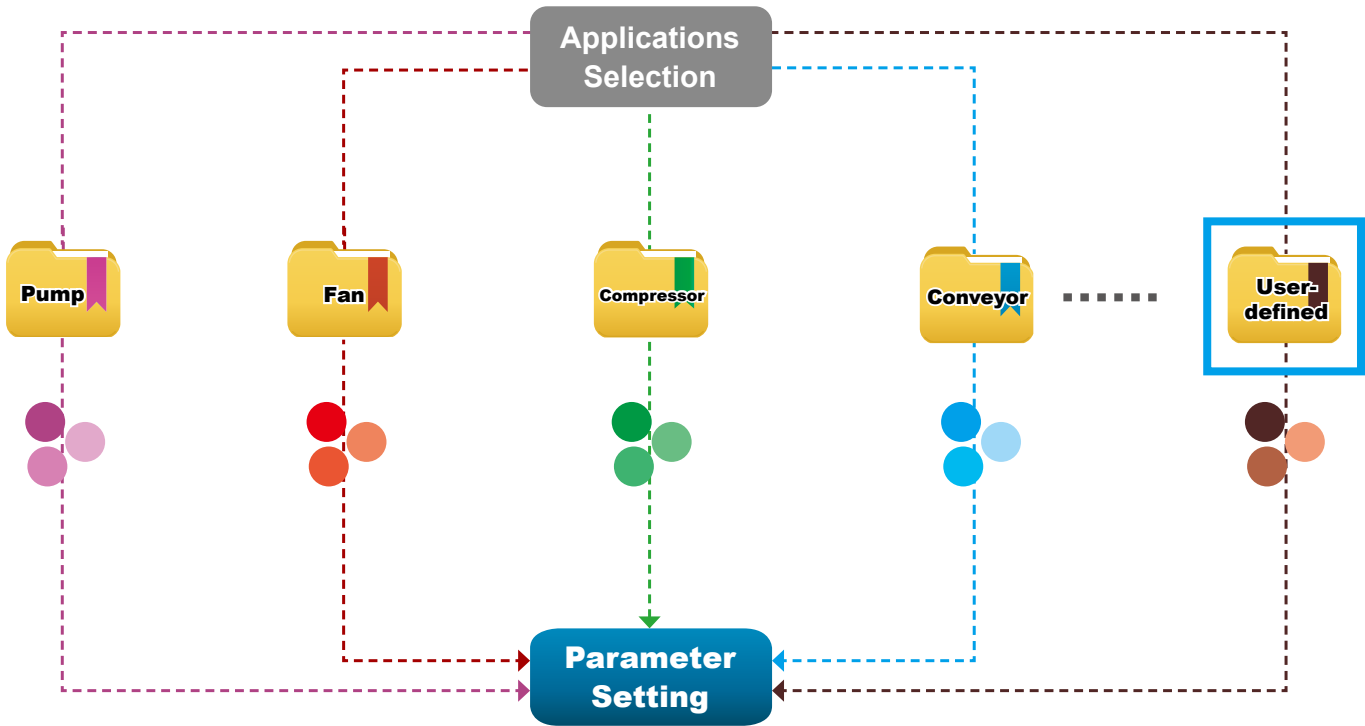 Applications
Selection
Pump
Fan
Compressor
Conveyor
User-
defined
Parameter
Setting